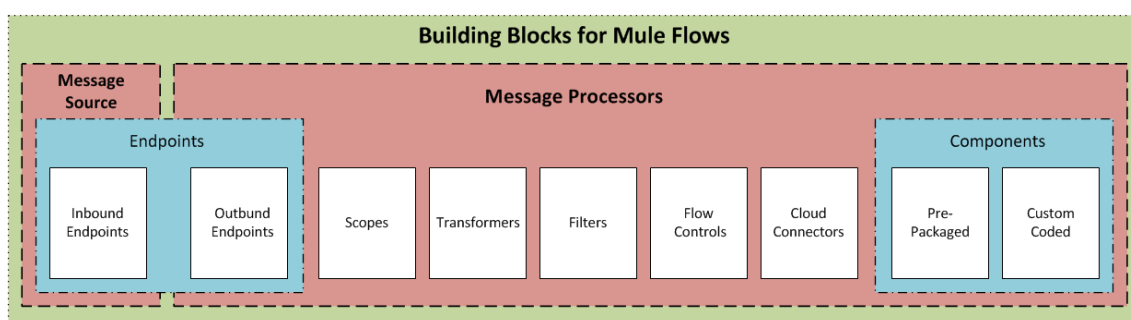 Building Blocks for Mule Flows
Message
Source
Message Processors
Endpoints
Components
Inbound
Endpoints
Outbund
Endpoints
Scopes
Transformers
Filters
Flow
Controls
Cloud
Connectors
Pre-
Packaged
Custom
Coded